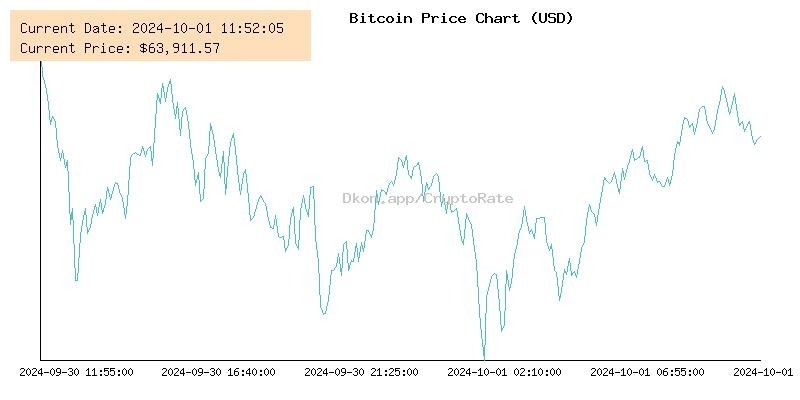 Bitcoin Price Chart (USD)
Current Date: 2024-10-01 11:52:05
Current Price: $63,911.57
Dkon.app/CryptoRate
2024-09-30 11:55:00 2024-09-30 16:40:00 2024-09-30 21:25:00 2024-10-01 02:10:00 2024-10-01 06:55:00 2024-10-01